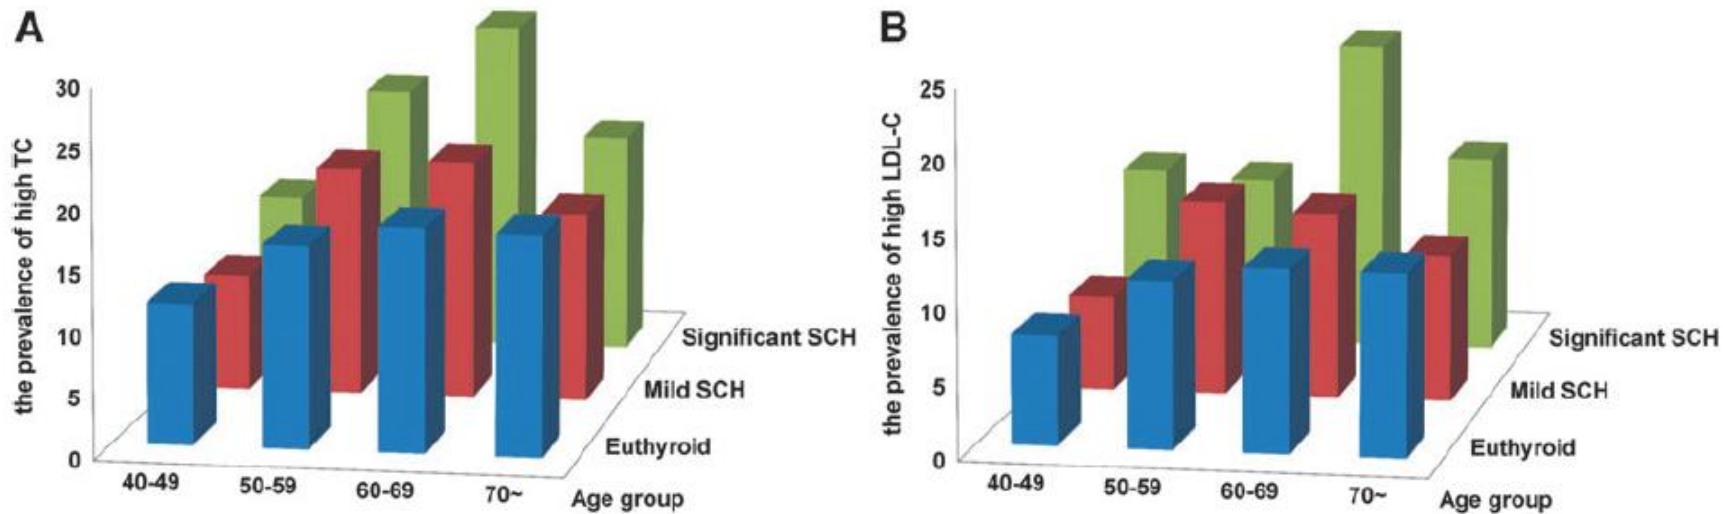 A
the prevalence of high TC
30
25
20
15
10
5
0
40-49
50-59
60-69
70~
Age group
Euthyroid
Mild SCH
Significant SCH
B
the prevalence of high LDL-C
25
20
15
10
5
0
40-49
50-59
60-69
70~
Age group
Euthyroid
Mild SCH
Significant SCH